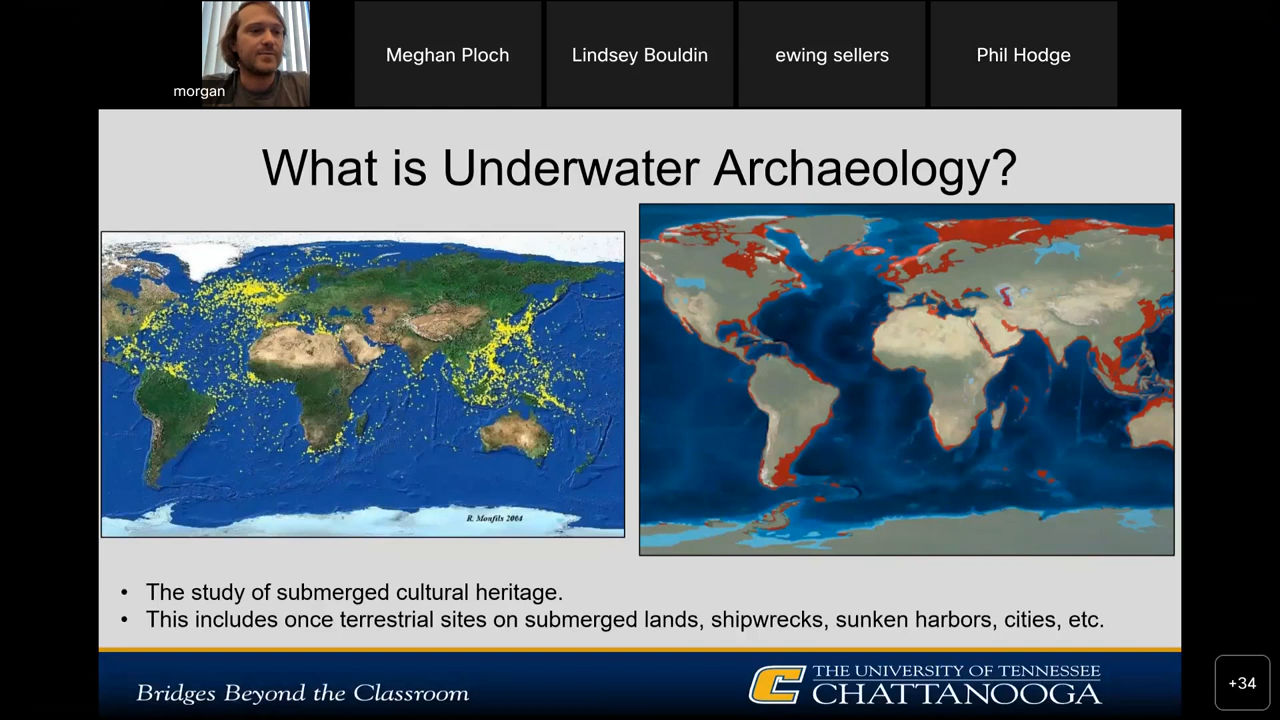 morgan
Meghan Ploch
Lindsey Bouldin
ewing sellers
Phil Hodge
What is Underwater Archaeology?
R. Monfils 2004
• The study of submerged cultural heritage.
• This includes once terrestrial sites on submerged lands, shipwrecks, sunken harbors, cities, etc.
Bridges Beyond the Classroom
C
THE UNIVERSITY OF TENNESSEE
CHATTANOOGA
+34